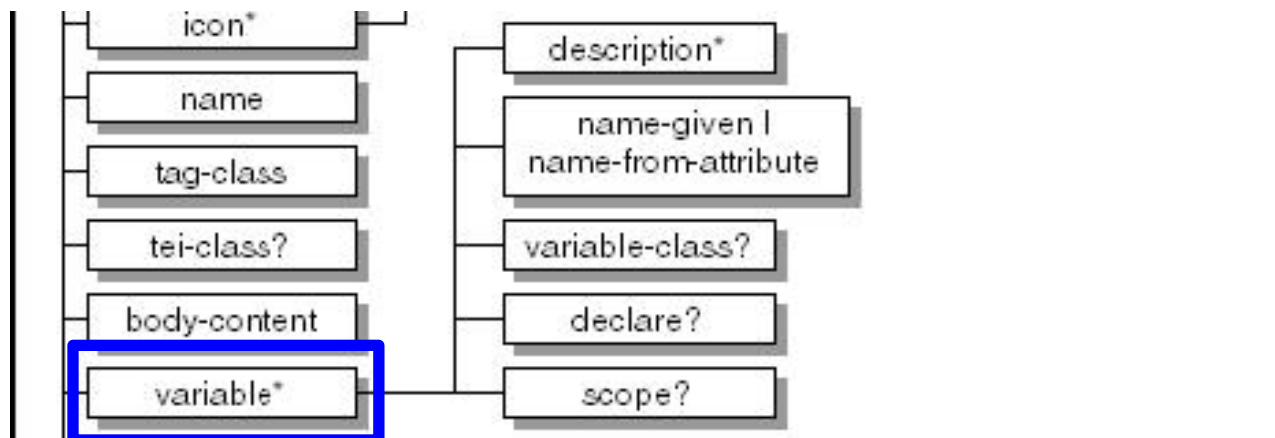 icon*
name
tag-class
tei-class?
body-content
variable*
description*
name-given |
name-from-attribute
variable-class?
declare?
scope?